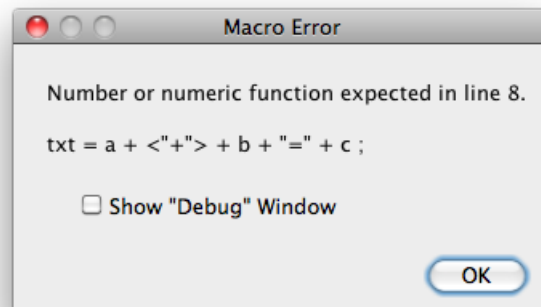 Macro Error
Number or numeric function expected in line 8.
txt = a + <"+"> + b + "=" + c ;
Show "Debug" Window
OK